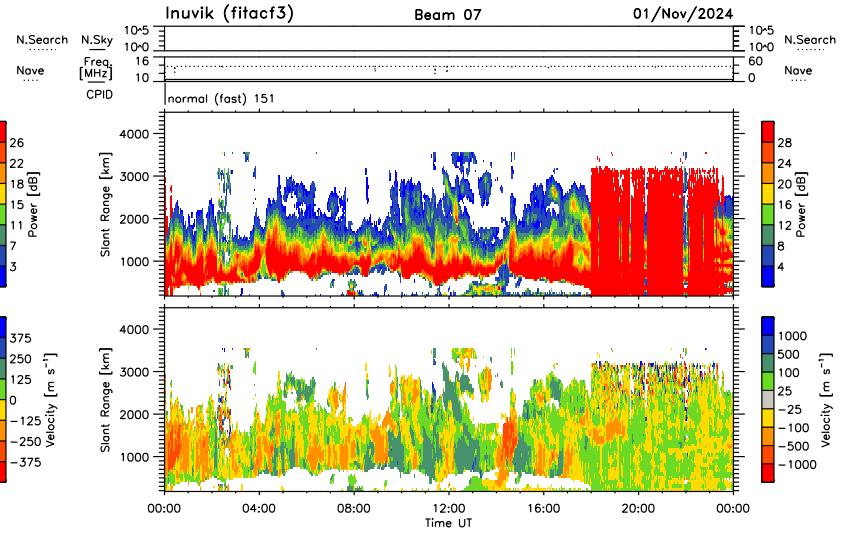 Inuvik (fitacf3) Beam 07 01/Nov/2024
N.Search N.Sky 10^5 10^0 10^5 10^0 N.Search
Nave Freq. [MHz] 16 10 60 0 Nave
CPID normal (fast) 151
Power [dB] 26 22 18 15 11 7 3
Slant Range [km] 4000 3000 2000 1000
Power [dB] 28 24 20 16 12 8 4
Velocity [m s⁻¹] 375 250 125 0 −125 −250 −375
Slant Range [km] 4000 3000 2000 1000
Velocity [m s⁻¹] 1000 500 100 25 −25 −100 −500 −1000
00:00 04:00 08:00 12:00 16:00 20:00 00:00
Time UT